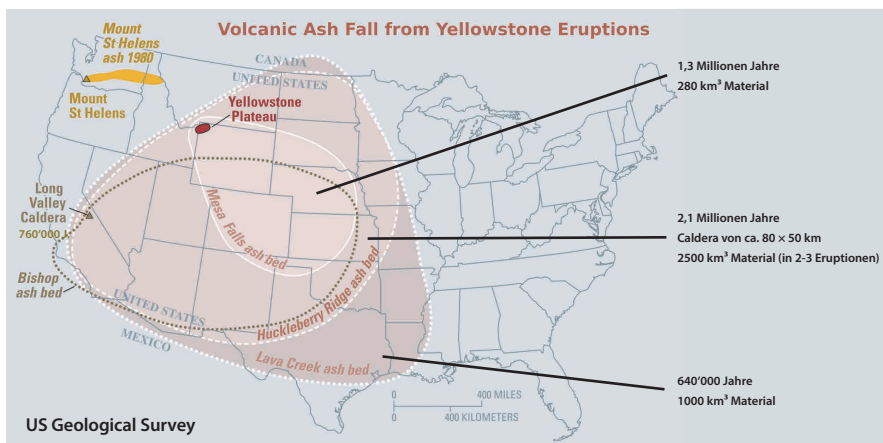 Volcanic Ash Fall from Yellowstone Eruptions
Mount
St Helens
ash 1980
Mount
St Helens
CANADA
UNITED STATES
Yellowstone
Plateau
1,3 Millionen Jahre
280 km³ Material
Long
Valley
Caldera
760'000 J.
Mesa Falls ash bed
2,1 Millionen Jahre
Caldera von ca. 80 × 50 km
2500 km³ Material (in 2-3 Eruptionen)
Bishop
ash bed
UNITED STATES
MEXICO
Huckleberry Ridge ash bed
Lava Creek ash bed
640'000 Jahre
1000 km³ Material
0 400 MILES
0 400 KILOMETERS
US Geological Survey